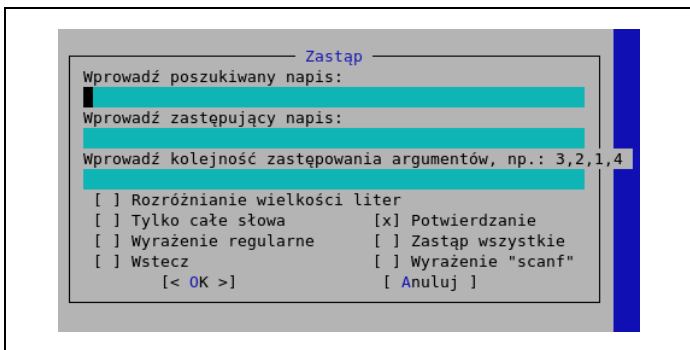 Zastąp
Wprowadź poszukiwany napis:
Wprowadź zastępujący napis:
Wprowadź kolejność zastępowania argumentów, np.: 3,2,1,4
[ ] Rozróżnianie wielkości liter
[ ] Tylko całe słowa [x] Potwierdzanie
[ ] Wyrażenie regularne [ ] Zastąp wszystkie
[ ] Wstecz [ ] Wyrażenie "scanf"
[< OK >] [ Anuluj ]